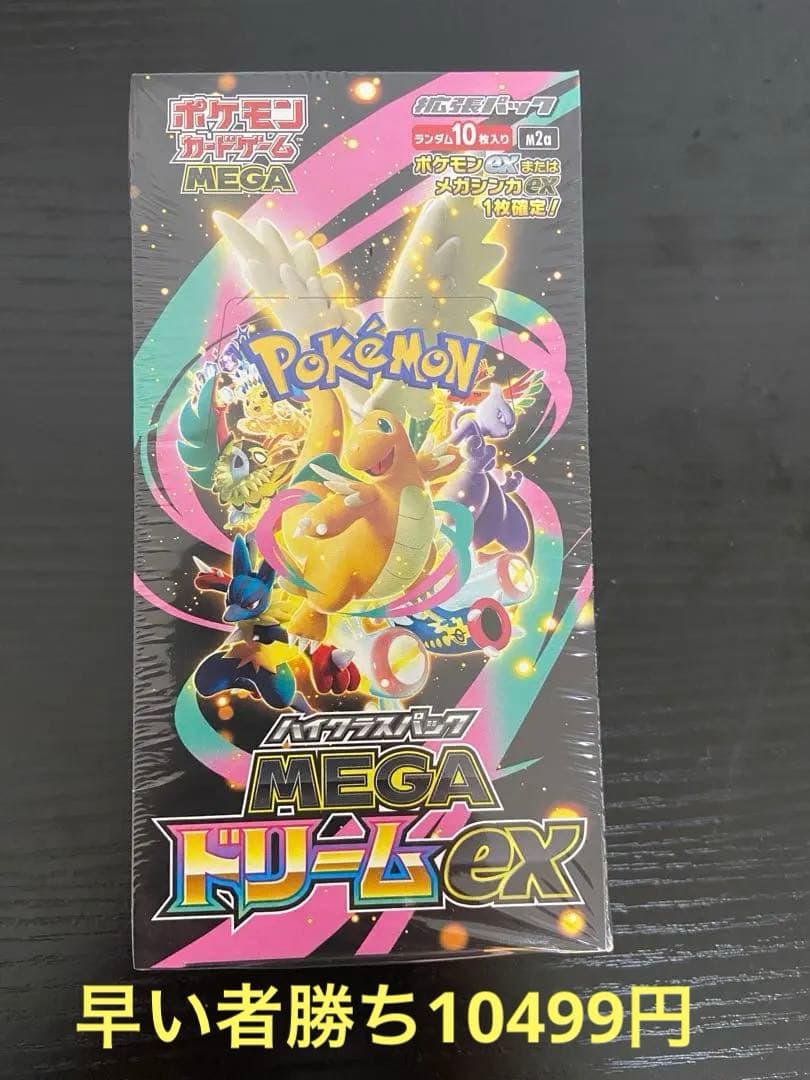 ポケモン
カードゲーム
MEGA
拡張パック
ランダム10枚入り
M2a
ポケモンexまたは
メガシンカex
1枚確定!
POKéMON
ハイクラスパック
MEGA
ドリームex
早い者勝ち10499円